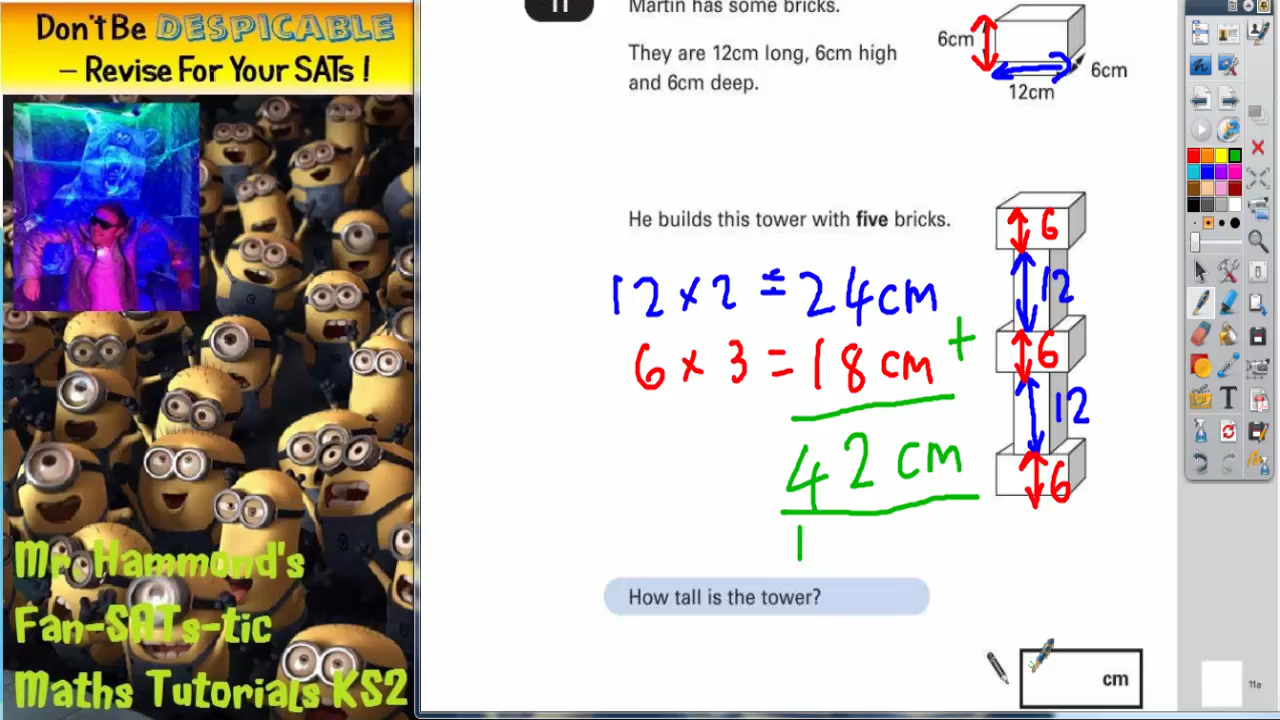 Don't Be DESPICABLE
– Revise For Your SATs !
Mr. Hammond's
Fan-SATs-tic
Maths Tutorials KS2
11
Martin has some bricks.
They are 12cm long, 6cm high
and 6cm deep.
6cm
6cm
12cm
He builds this tower with five bricks.
12 × 2 = 24cm
6 × 3 = 18 cm +
42 cm
1
6
12
6
12
6
How tall is the tower?
cm
T
11a